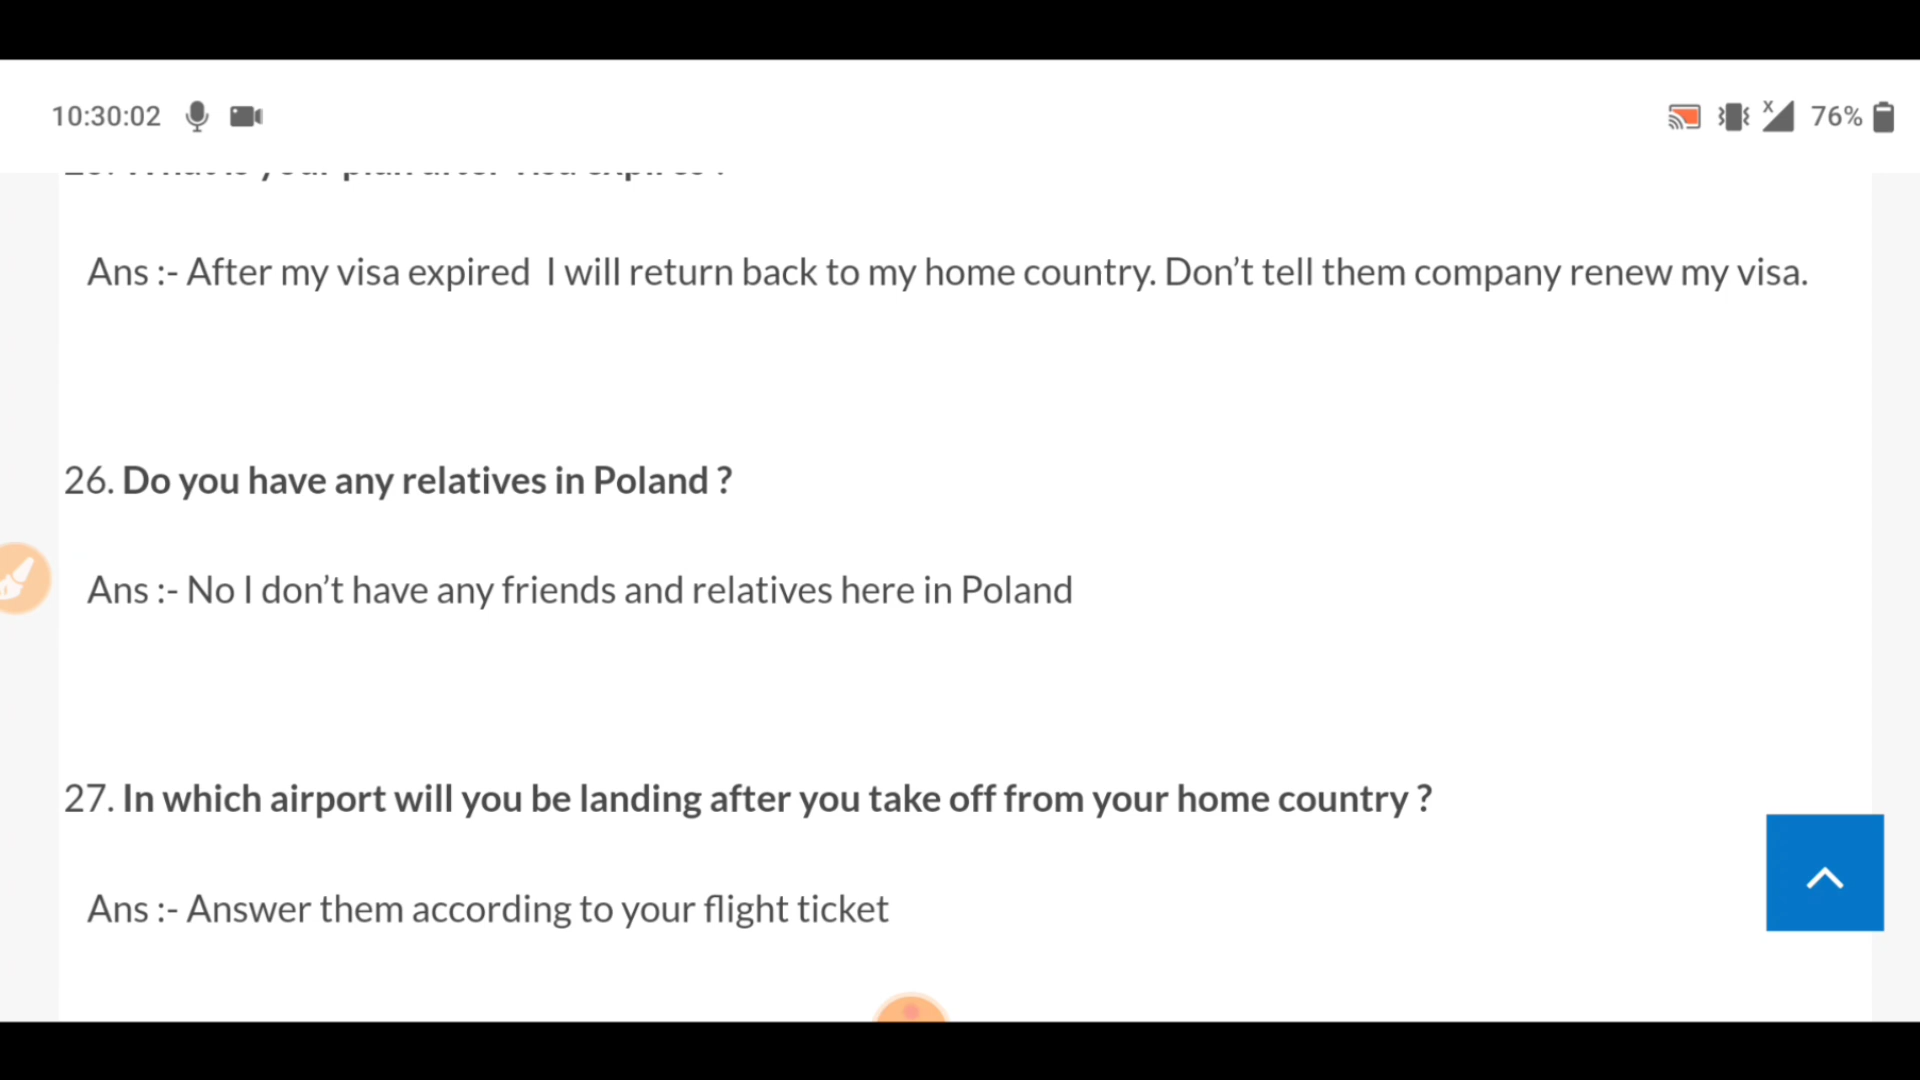 10:30:02 76%
Ans :- After my visa expired I will return back to my home country. Don’t tell them company renew my visa.
26. Do you have any relatives in Poland ?
Ans :- No I don’t have any friends and relatives here in Poland
27. In which airport will you be landing after you take off from your home country ?
Ans :- Answer them according to your flight ticket